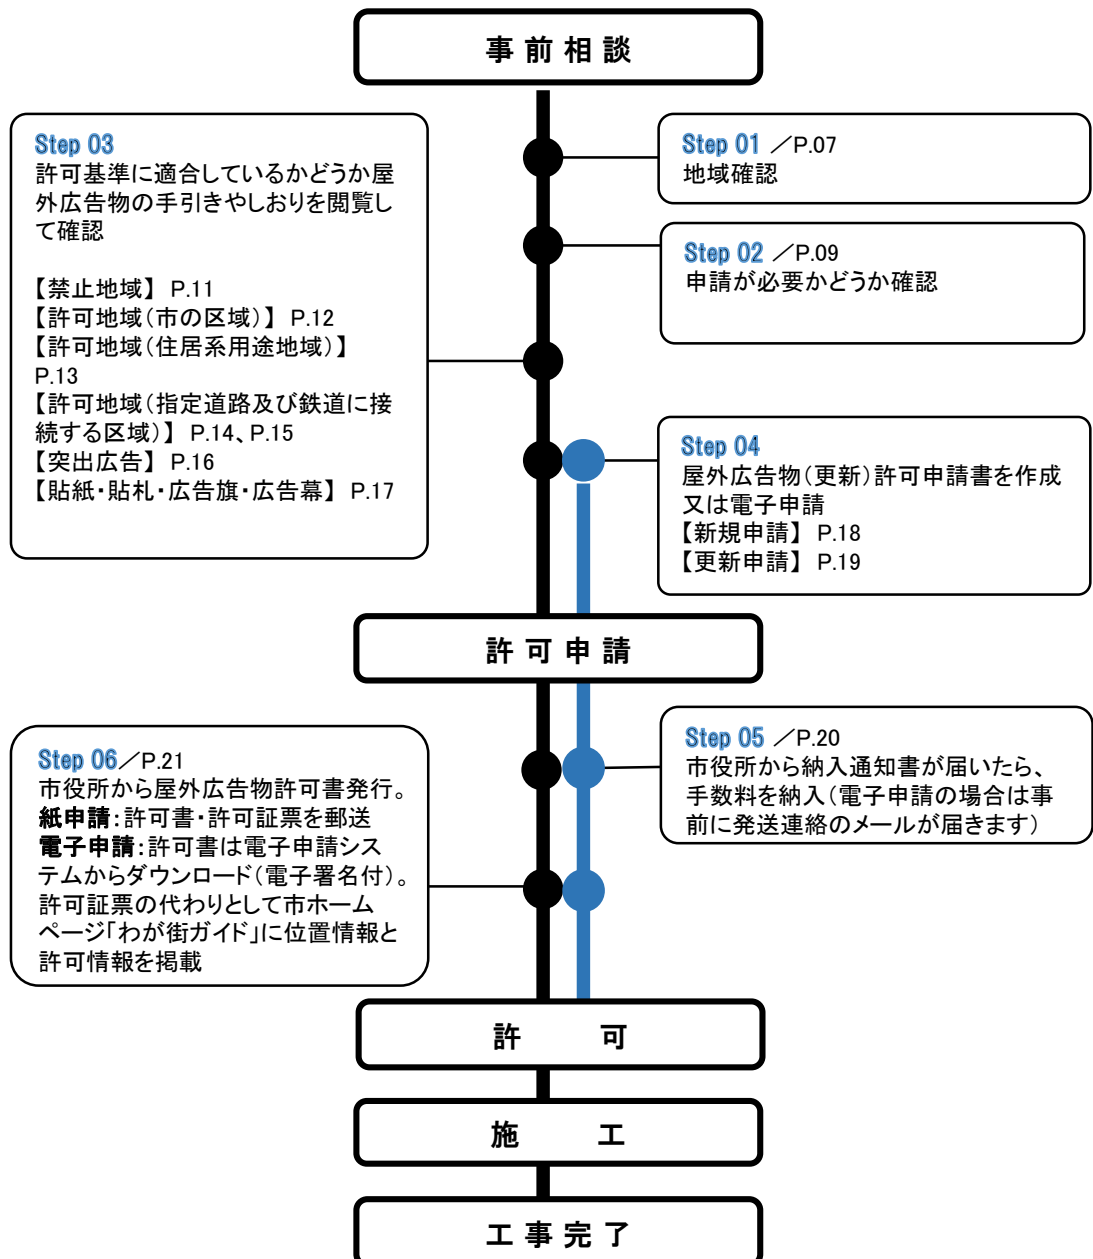 事前相談
Step 01 ／P.07
地域確認
Step 02 ／P.09
申請が必要かどうか確認
Step 03
許可基準に適合しているかどうか屋
外広告物の手引きやしおりを閲覧し
て確認
【禁止地域】 P.11
【許可地域（市の区域）】 P.12
【許可地域（住居系用途地域）】
P.13
【許可地域（指定道路及び鉄道に接
続する区域）】 P.14、P.15
【突出広告】 P.16
【貼紙・貼札・広告旗・広告幕】 P.17
Step 04
屋外広告物（更新）許可申請書を作成
又は電子申請
【新規申請】 P.18
【更新申請】 P.19
許可申請
Step 05 ／P.20
市役所から納入通知書が届いたら、
手数料を納入（電子申請の場合は事
前に発送連絡のメールが届きます）
Step 06／P.21
市役所から屋外広告物許可書発行。
紙申請：許可書・許可証票を郵送
電子申請：許可書は電子申請シス
テムからダウンロード（電子署名付）。
許可証票の代わりとして市ホーム
ページ「わが街ガイド」に位置情報と
許可情報を掲載
許　可
施　工
工事完了